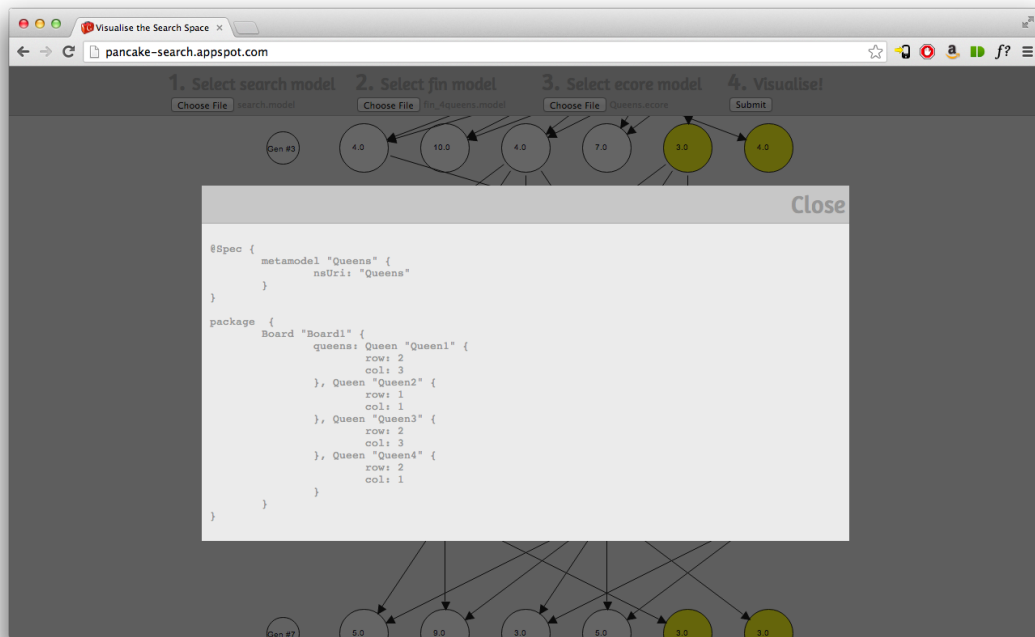 Visualise the Search Space
pancake-search.appspot.com
1. Select search model 2. Select fin model 3. Select ecore model 4. Visualise!
Choose File search.model Choose File fin_4queens.model Choose File Queens.ecore Submit
Gen #3 4.0 10.0 4.0 7.0 3.0 4.0
Close
@Spec {
metamodel "Queens" {
nsUri: "Queens"
}
}
package {
Board "Board1" {
queens: Queen "Queen1" {
row: 2
col: 3
}, Queen "Queen2" {
row: 1
col: 1
}, Queen "Queen3" {
row: 2
col: 3
}, Queen "Queen4" {
row: 2
col: 1
}
}
}
Gen #7 5.0 9.0 3.0 5.0 3.0 3.0